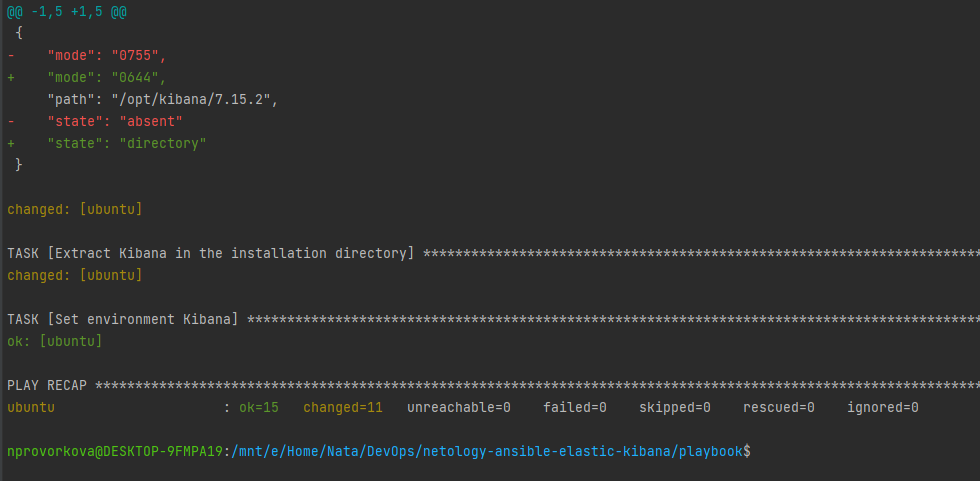 @@ -1,5 +1,5 @@
 {
-    "mode": "0755",
+    "mode": "0644",
     "path": "/opt/kibana/7.15.2",
-    "state": "absent"
+    "state": "directory"
 }
changed: [ubuntu]
TASK [Extract Kibana in the installation directory] **********************************************************************
changed: [ubuntu]
TASK [Set environment Kibana] ********************************************************************************************
ok: [ubuntu]
PLAY RECAP ***************************************************************************************************************
ubuntu                     : ok=15   changed=11   unreachable=0    failed=0    skipped=0    rescued=0    ignored=0
nprovorkova@DESKTOP-9FMPA19:/mnt/e/Home/Nata/DevOps/netology-ansible-elastic-kibana/playbook$